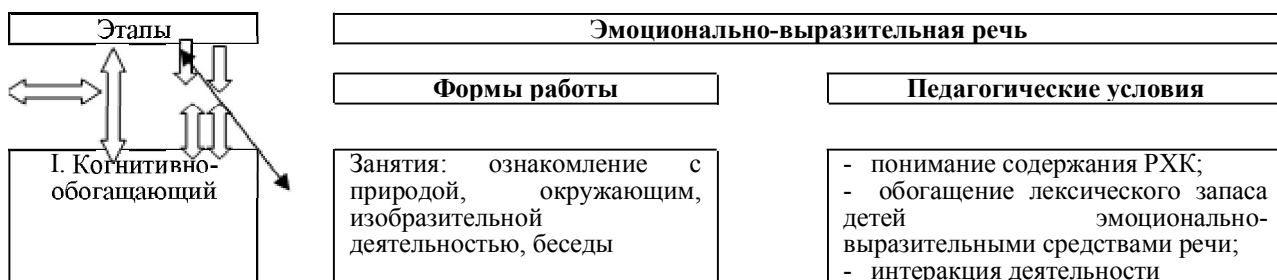 Этапы
Эмоционально-выразительная речь
Формы работы
Педагогические условия
I. Когнитивно-
обогащающий
Занятия: ознакомление с
природой, окружающим,
изобразительной
деятельностью, беседы
- понимание содержания РХК;
- обогащение лексического запаса
детей эмоционально-
выразительными средствами речи;
- интеракция деятельности